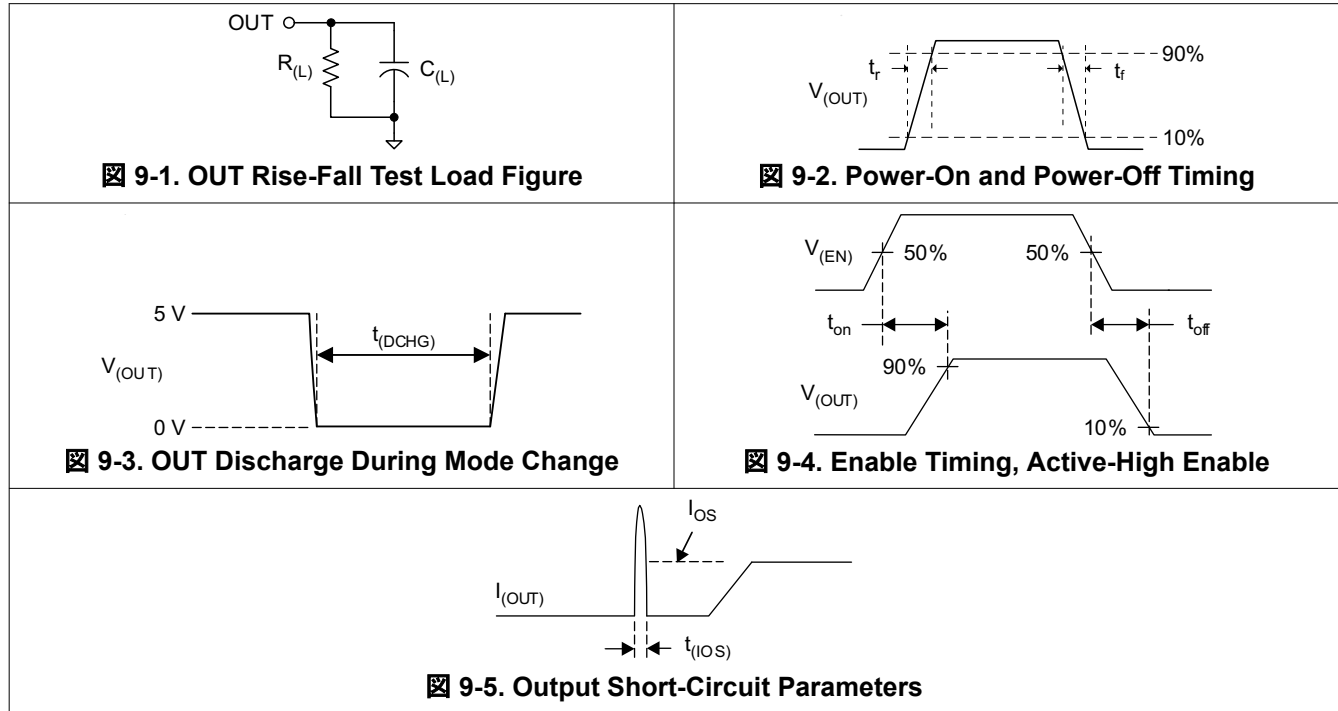 OUT
R(L)
C(L)
図 9-1. OUT Rise-Fall Test Load Figure
90%
tr
tf
V(OUT)
10%
図 9-2. Power-On and Power-Off Timing
5 V
t(DCHG)
V(OUT)
0 V
図 9-3. OUT Discharge During Mode Change
V(EN)
50%
50%
ton
toff
90%
V(OUT)
10%
図 9-4. Enable Timing, Active-High Enable
IOS
I(OUT)
t(IOS)
図 9-5. Output Short-Circuit Parameters